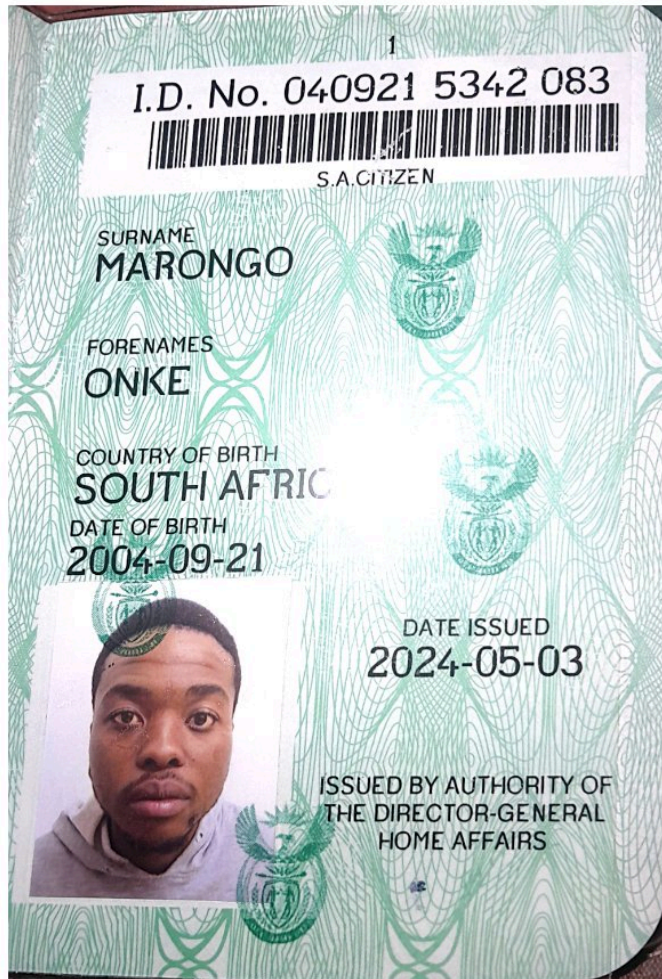 1
I.D. No. 040921 5342 083
S.A.CITIZEN
SURNAME
MARONGO
FORENAMES
ONKE
COUNTRY OF BIRTH
SOUTH AFRIC
DATE OF BIRTH
2004-09-21
DATE ISSUED
2024-05-03
ISSUED BY AUTHORITY OF
THE DIRECTOR-GENERAL
HOME AFFAIRS